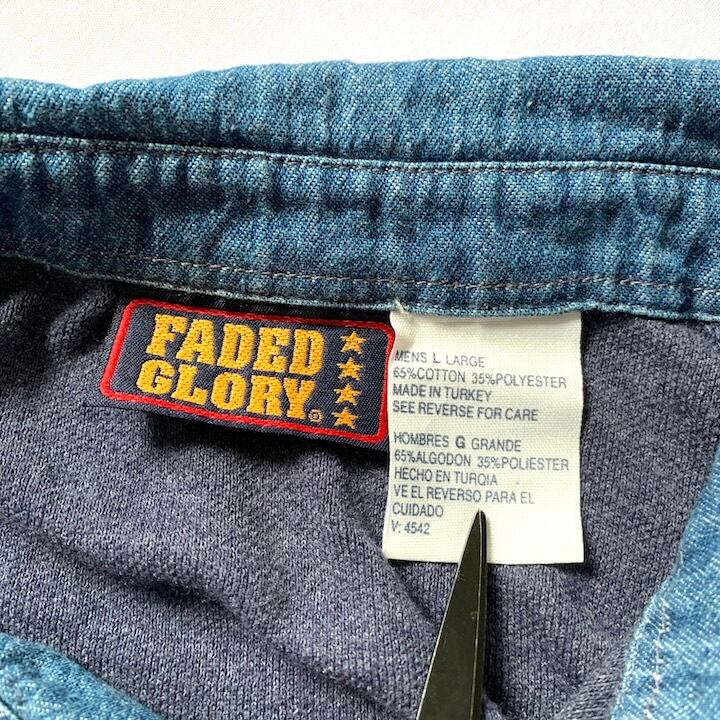 FADED
GLORY®
MENS L LARGE
65%COTTON 35%POLYESTER
MADE IN TURKEY
SEE REVERSE FOR CARE
HOMBRES G GRANDE
65%ALGODON 35%POLIESTER
HECHO EN TURQIA
VE EL REVERSO PARA EL
CUIDADO
V: 4542